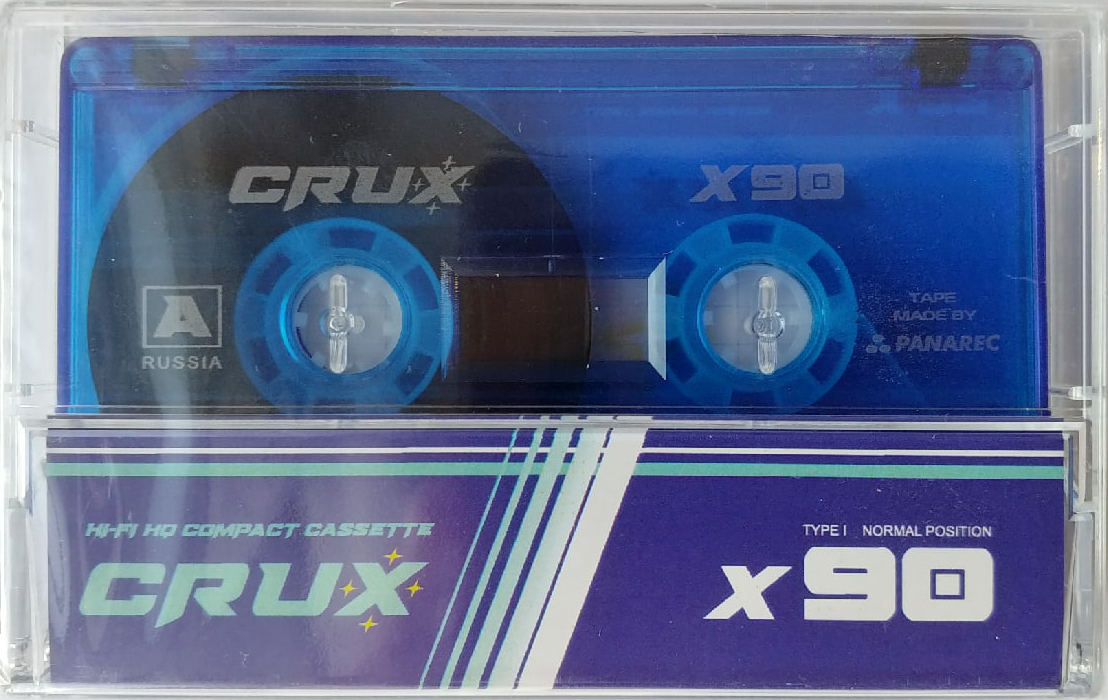 CRUX
X90
A
RUSSIA
TAPE
MADE BY
PANAREC
HI-FI HQ COMPACT CASSETTE
CRUX
TYPE I NORMAL POSITION
X90